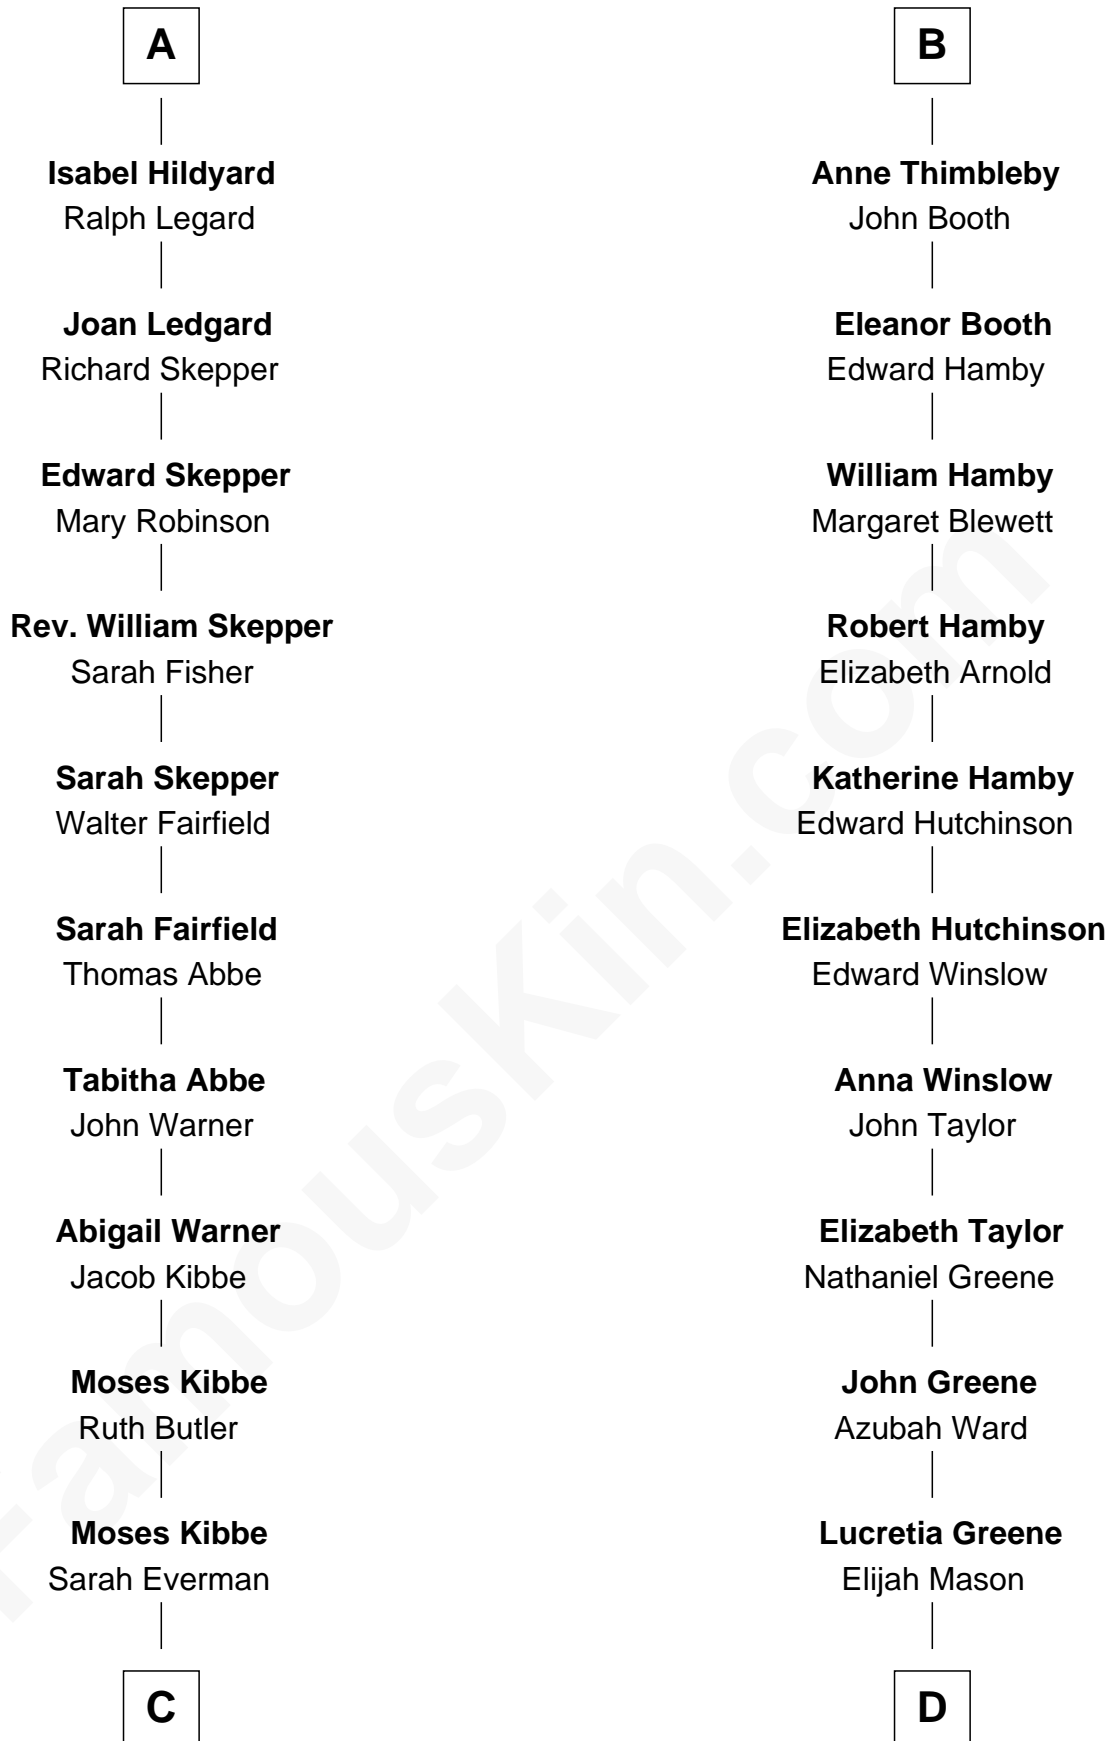 A
Isabel Hildyard
Ralph Legard
Joan Ledgard
Richard Skepper
Edward Skepper
Mary Robinson
Rev. William Skepper
Sarah Fisher
Sarah Skepper
Walter Fairfield
Sarah Fairfield
Thomas Abbe
Tabitha Abbe
John Warner
Abigail Warner
Jacob Kibbe
Moses Kibbe
Ruth Butler
Moses Kibbe
Sarah Everman
C
B
Anne Thimbleby
John Booth
Eleanor Booth
Edward Hamby
William Hamby
Margaret Blewett
Robert Hamby
Elizabeth Arnold
Katherine Hamby
Edward Hutchinson
Elizabeth Hutchinson
Edward Winslow
Anna Winslow
John Taylor
Elizabeth Taylor
Nathaniel Greene
John Greene
Azubah Ward
Lucretia Greene
Elijah Mason
D
FamousKin.com